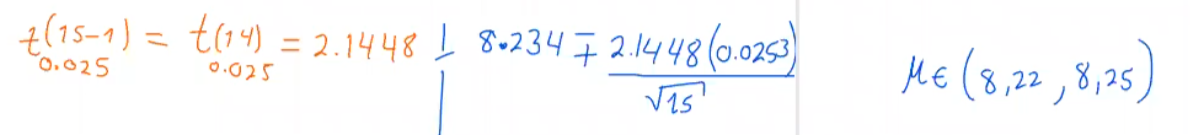 t(15-1) 0.025 = t(14) 0.025 = 2.1448 | 8.234 ∓ 2.1448(0.0253) / √15 μ∈(8,22 , 8,25)